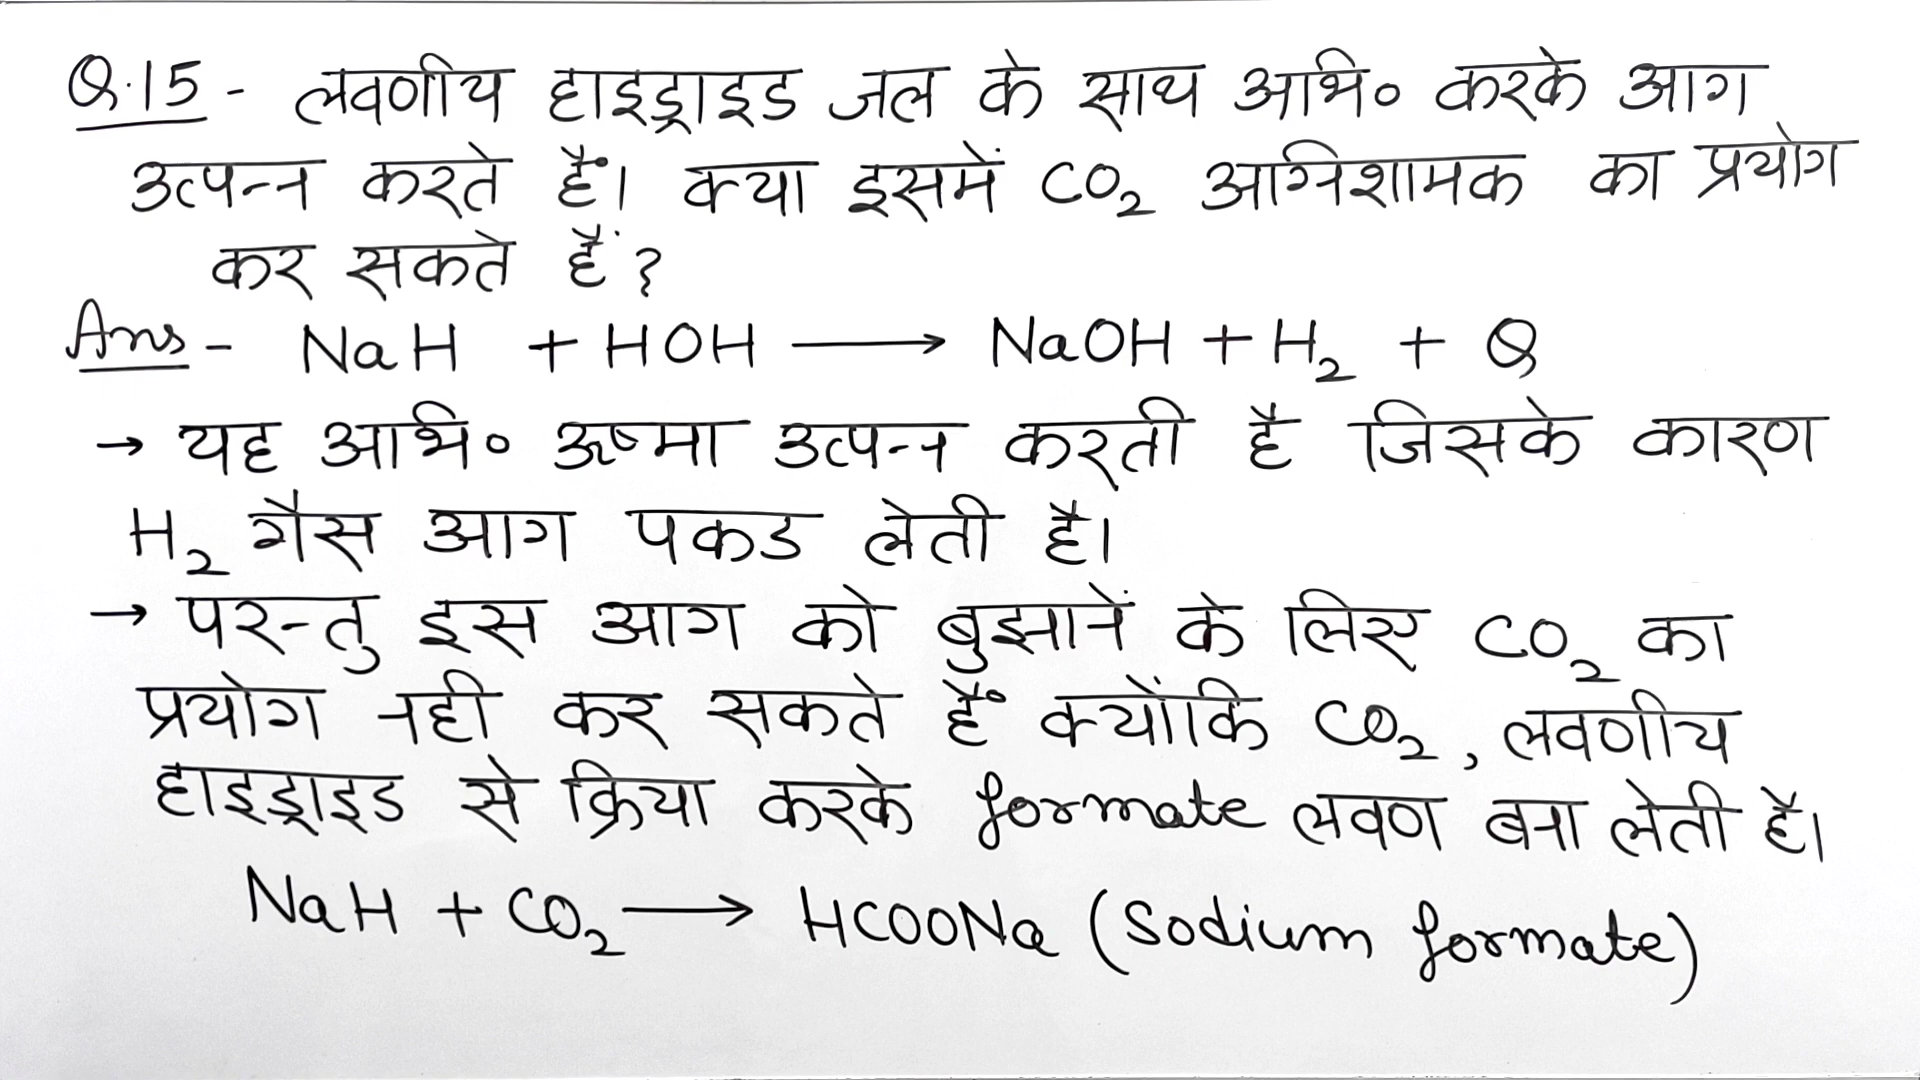 Q.15 - लवणीय हाइड्राइड जल के साथ अभि० करके आग
उत्पन्न करते हैं। क्या इसमें CO₂ अग्निशामक का प्रयोग
कर सकते हैं?
Ans - NaH + HOH ⟶ NaOH + H₂ + Q
→ यह अभि० ऊष्मा उत्पन्न करती है जिसके कारण
H₂ गैस आग पकड लेती है।
→ परन्तु इस आग को बुझानें के लिए CO₂ का
प्रयोग नही कर सकते हैं क्योंकि CO₂, लवणीय
हाइड्राइड से क्रिया करके formate लवण बना लेती है।
NaH + CO₂ ⟶ HCOONa (Sodium formate)